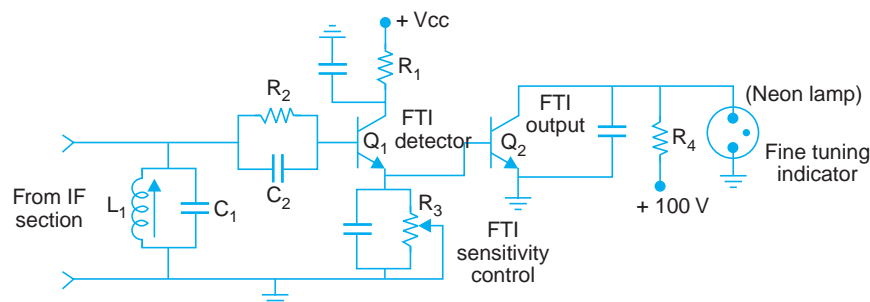 + Vcc
R1
R2
FTI
detector
Q1
C2
From IF
section
L1
C1
R3
FTI
sensitivity
control
FTI
output
Q2
R4
+ 100 V
(Neon lamp)
Fine tuning
indicator